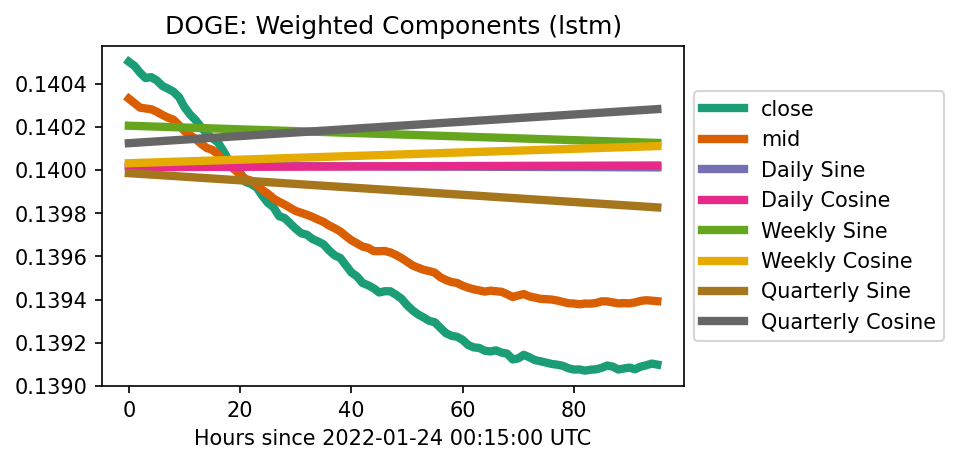 DOGE: Weighted Components (lstm)
0.1404
0.1402
0.1400
0.1398
0.1396
0.1394
0.1392
0.1390
0 20 40 60 80
Hours since 2022-01-24 00:15:00 UTC
close
mid
Daily Sine
Daily Cosine
Weekly Sine
Weekly Cosine
Quarterly Sine
Quarterly Cosine